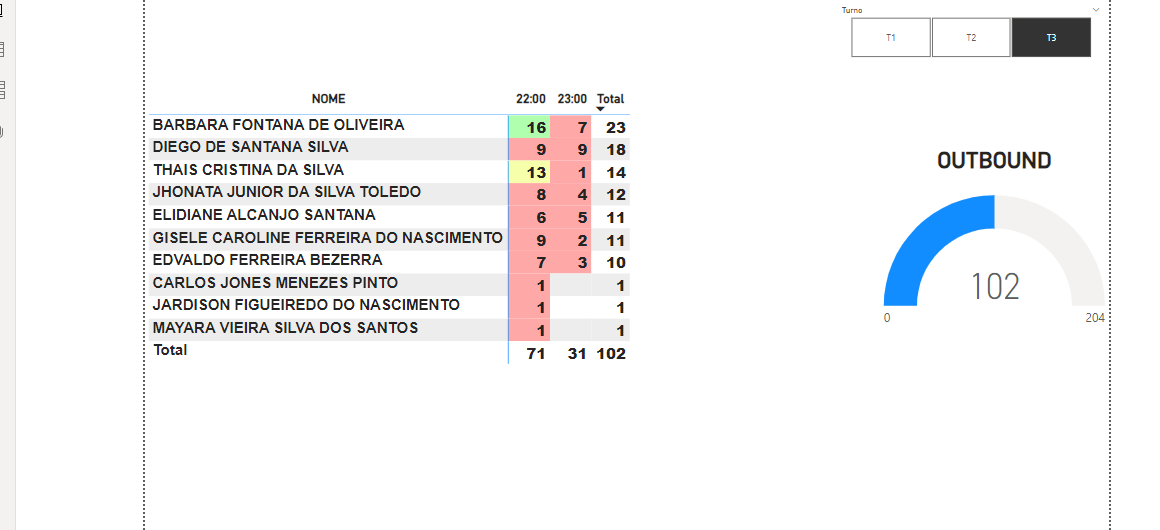 Turno
T1 T2 T3
NOME 22:00 23:00 Total
BARBARA FONTANA DE OLIVEIRA 16 7 23
DIEGO DE SANTANA SILVA 9 9 18
THAIS CRISTINA DA SILVA 13 1 14
JHONATA JUNIOR DA SILVA TOLEDO 8 4 12
ELIDIANE ALCANJO SANTANA 6 5 11
GISELE CAROLINE FERREIRA DO NASCIMENTO 9 2 11
EDVALDO FERREIRA BEZERRA 7 3 10
CARLOS JONES MENEZES PINTO 1 1
JARDISON FIGUEIREDO DO NASCIMENTO 1 1
MAYARA VIEIRA SILVA DOS SANTOS 1 1
Total 71 31 102
OUTBOUND
102
0 204